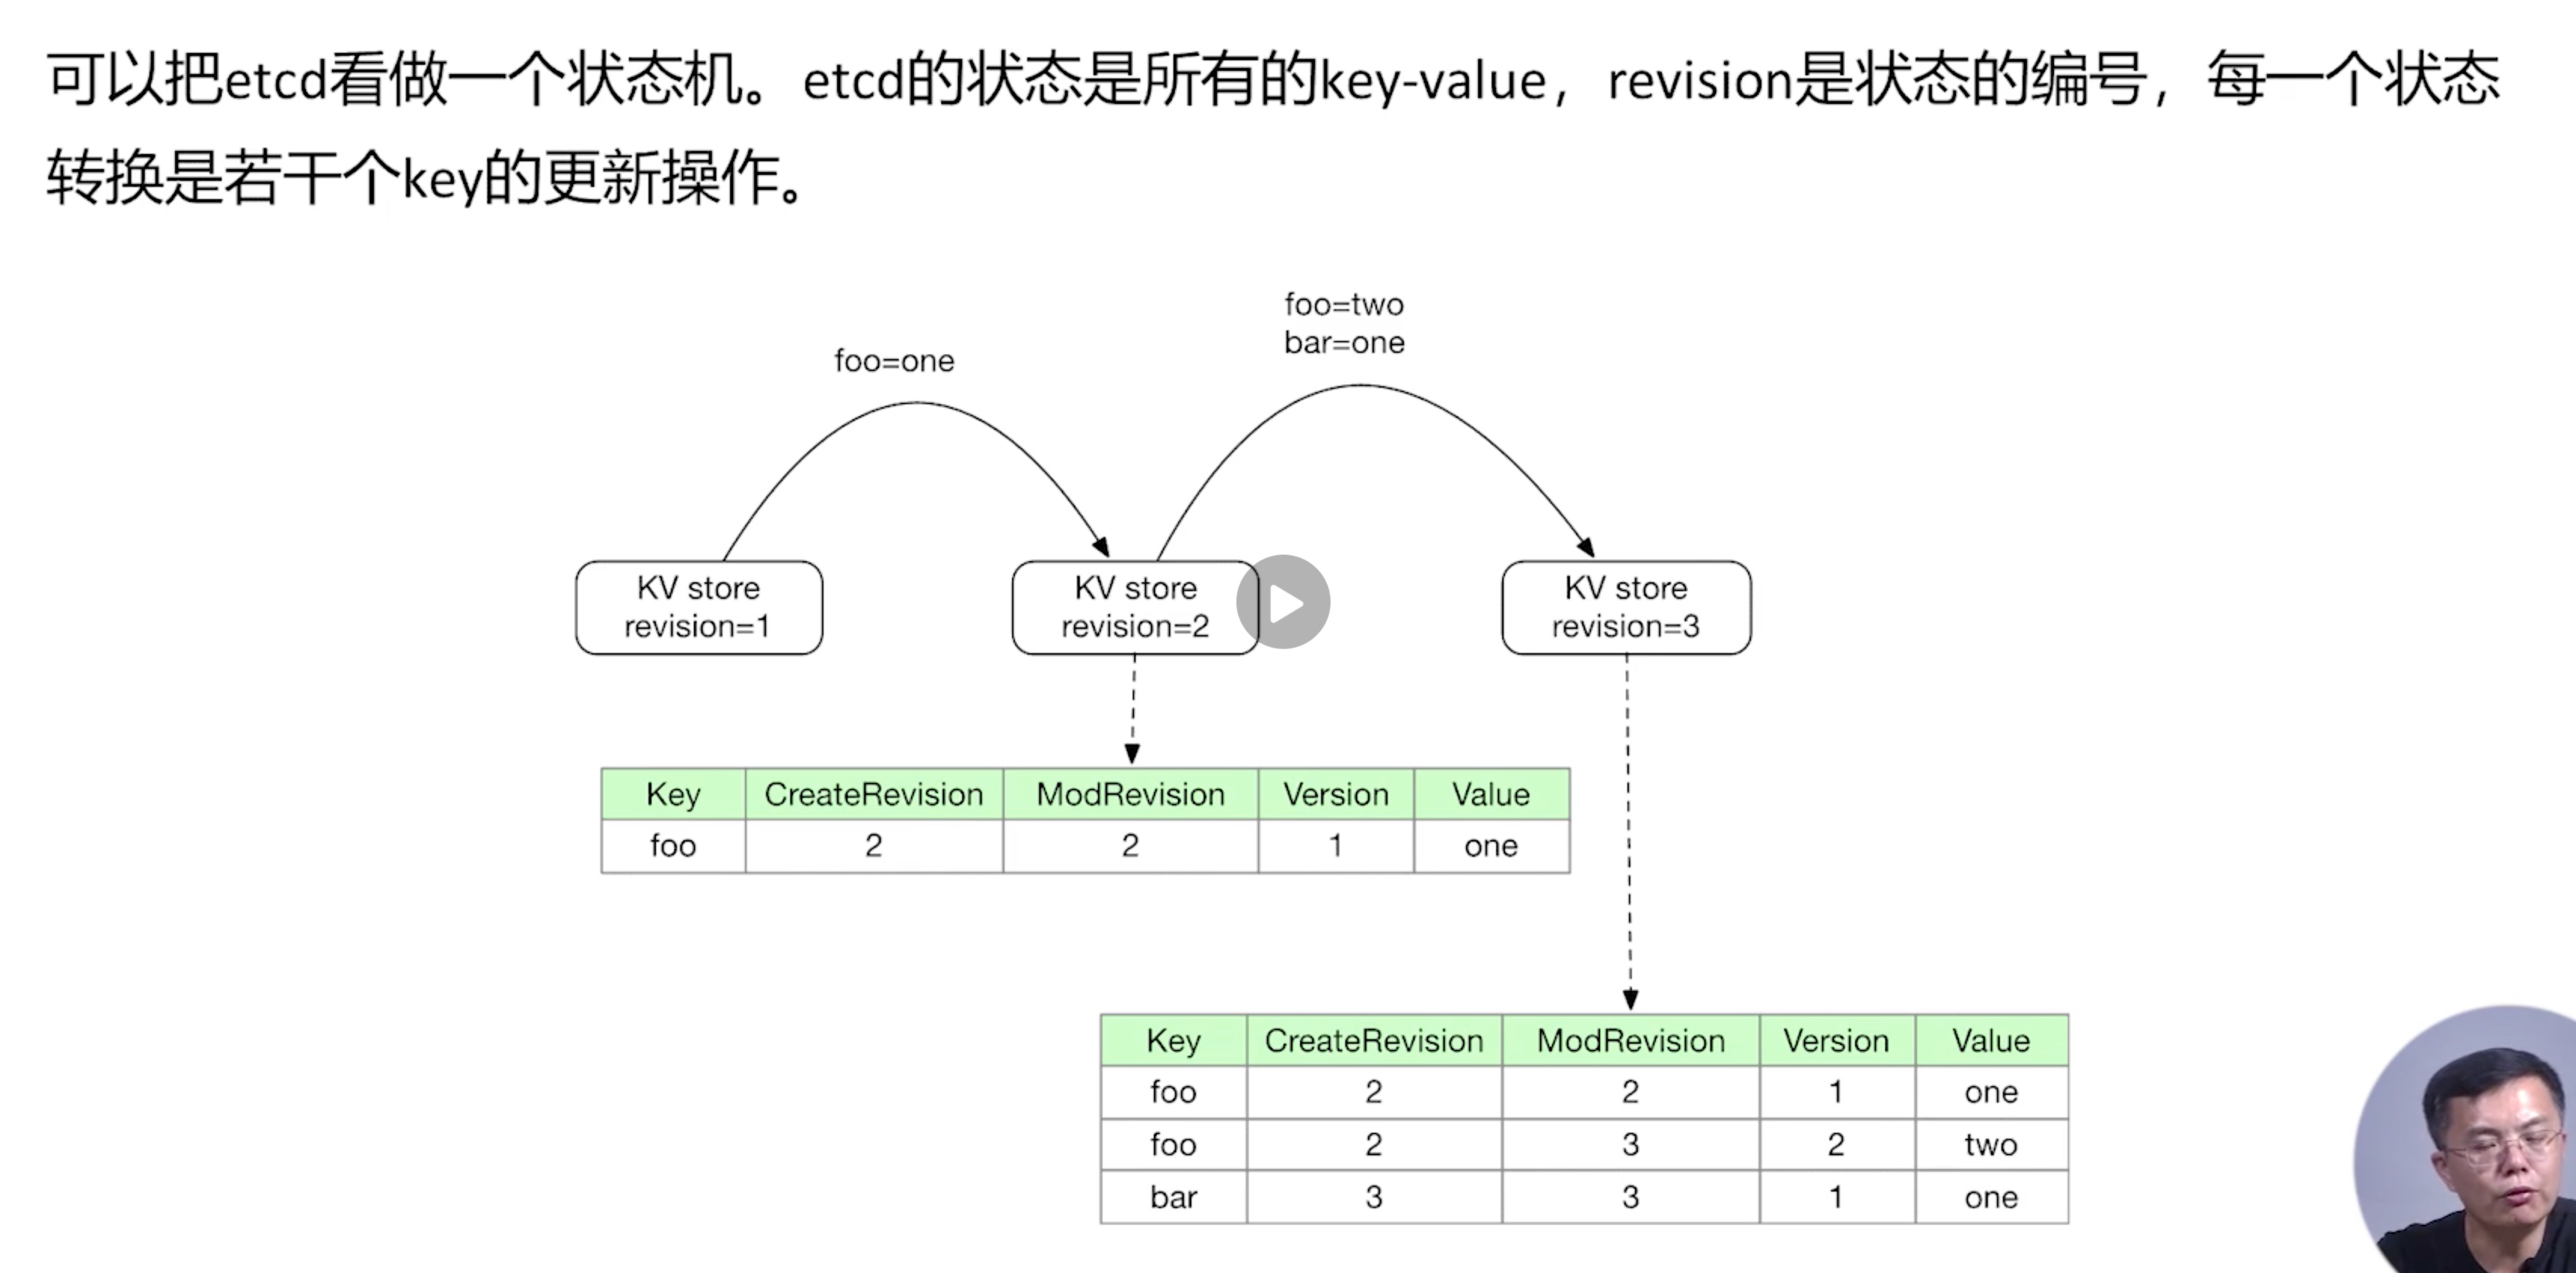 可以把etcd看做一个状态机。etcd的状态是所有的key-value，revision是状态的编号，每一个状态
转换是若干个key的更新操作。
foo=one
foo=two
bar=one
KV store
revision=1
KV store
revision=2
KV store
revision=3
Key CreateRevision ModRevision Version Value
foo 2 2 1 one
Key CreateRevision ModRevision Version Value
foo 2 2 1 one
foo 2 3 2 two
bar 3 3 1 one